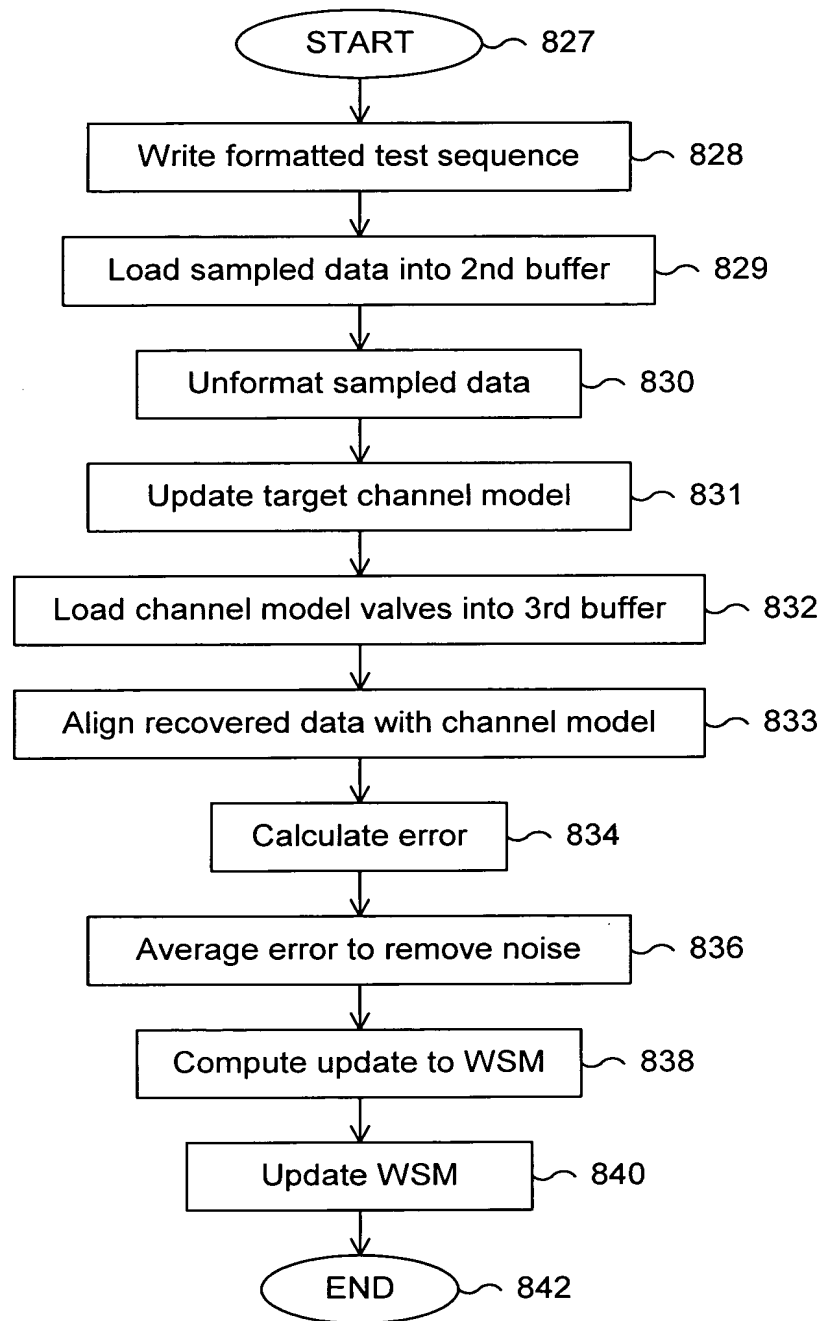 START 827
Write formatted test sequence 828
Load sampled data into 2nd buffer 829
Unformat sampled data 830
Update target channel model 831
Load channel model valves into 3rd buffer 832
Align recovered data with channel model 833
Calculate error 834
Average error to remove noise 836
Compute update to WSM 838
Update WSM 840
END 842